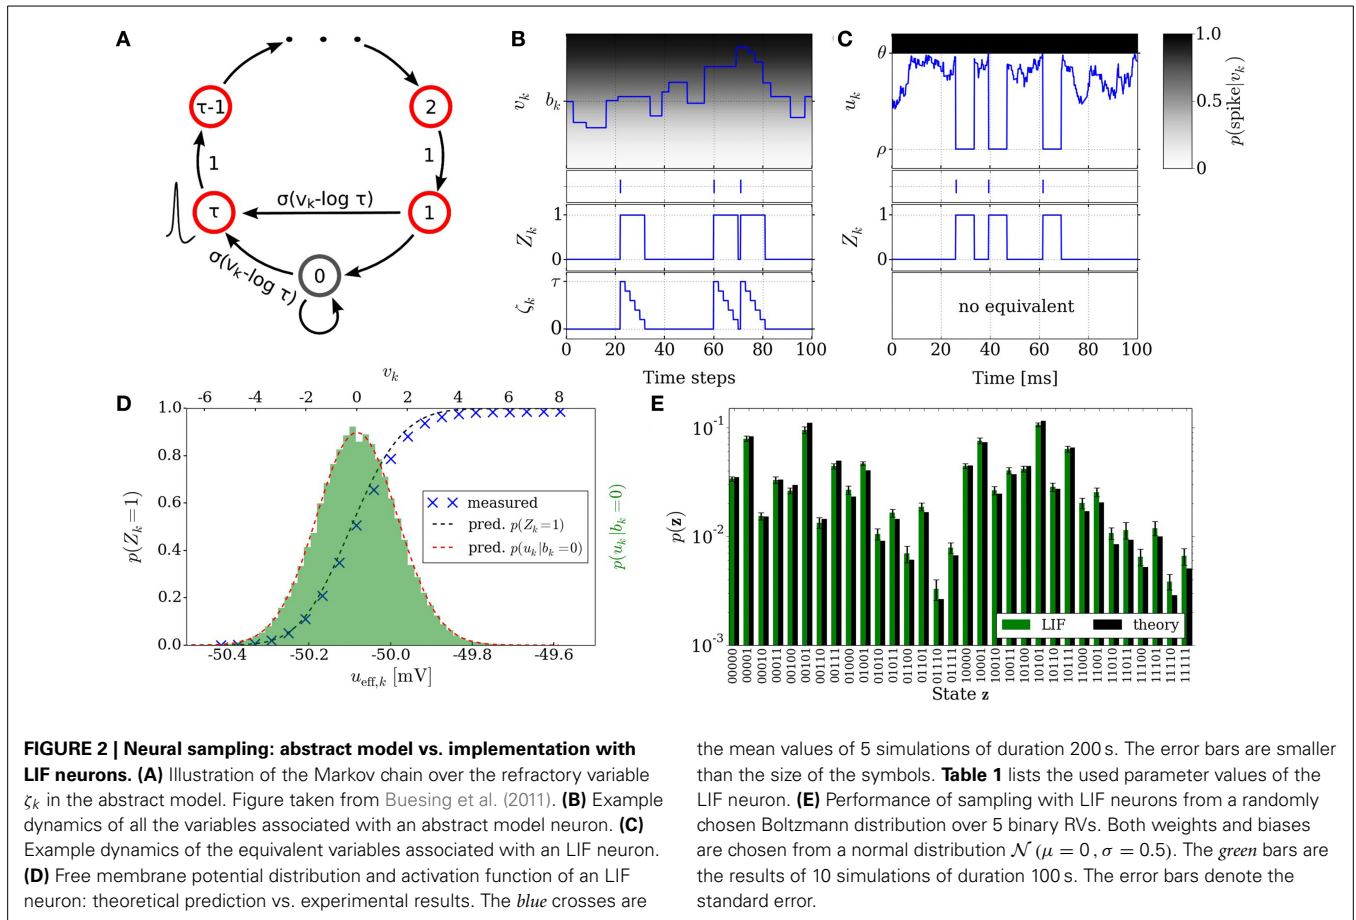 A
τ-1
2
1
1
τ
σ(vₖ-log τ)
1
σ(vₖ-log τ)
0
B
vₖ
bₖ
Zₖ
1
0
ζₖ
τ
0
0 20 40 60 80 100
Time steps
C
uₖ
θ
ρ
Zₖ
1
0
no equivalent
0 20 40 60 80 100
Time [ms]
1.0
0.5
0
p(spike|vₖ)
D
vₖ
-6 -4 -2 0 2 4 6 8
1.0
0.8
0.6
0.4
0.2
0.0
p(Zₖ=1)
measured
pred. p(Zₖ=1)
pred. p(uₖ|bₖ=0)
p(uₖ|bₖ=0)
-50.4 -50.2 -50.0 -49.8 -49.6
u_eff,k [mV]
E
10⁻¹
10⁻²
10⁻³
p(z)
LIF theory
00000 00001 00010 00011 00100 00101 00110 00111 01000 01001 01010 01011 01100 01101 01110 01111 10000 10001 10010 10011 10100 10101 10110 10111 11000 11001 11010 11011 11100 11101 11110 11111
State z
FIGURE 2 | Neural sampling: abstract model vs. implementation with
LIF neurons. (A) Illustration of the Markov chain over the refractory variable
ζₖ in the abstract model. Figure taken from Buesing et al. (2011). (B) Example
dynamics of all the variables associated with an abstract model neuron. (C)
Example dynamics of the equivalent variables associated with an LIF neuron.
(D) Free membrane potential distribution and activation function of an LIF
neuron: theoretical prediction vs. experimental results. The blue crosses are
the mean values of 5 simulations of duration 200 s. The error bars are smaller
than the size of the symbols. Table 1 lists the used parameter values of the
LIF neuron. (E) Performance of sampling with LIF neurons from a randomly
chosen Boltzmann distribution over 5 binary RVs. Both weights and biases
are chosen from a normal distribution 𝒩 (μ = 0 , σ = 0.5). The green bars are
the results of 10 simulations of duration 100 s. The error bars denote the
standard error.